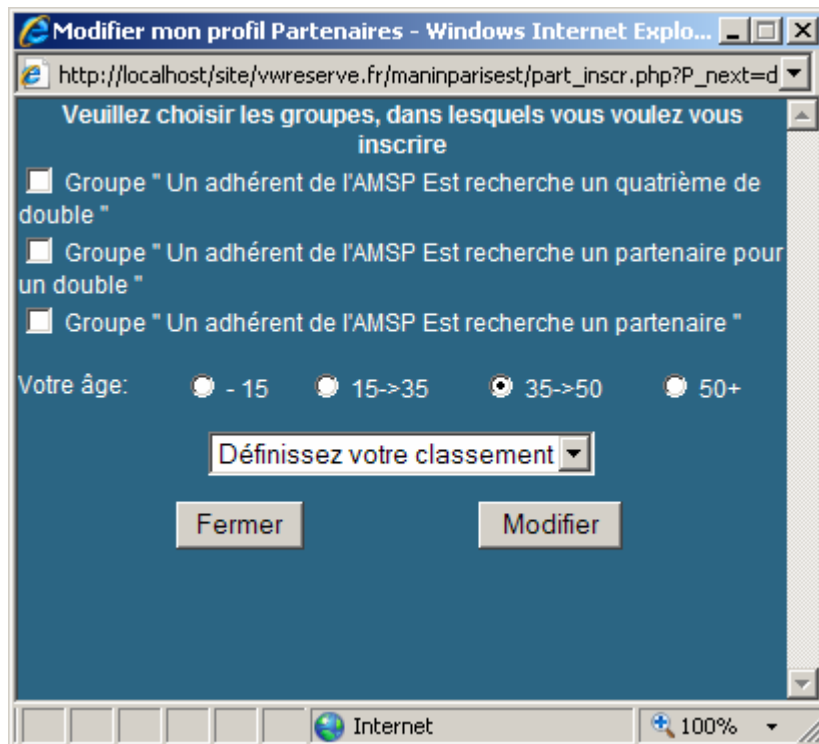 Modifier mon profil Partenaires - Windows Internet Explo...
http://localhost/site/vwreserve.fr/maninparisest/part_inscr.php?P_next=d
Veuillez choisir les groupes, dans lesquels vous voulez vous
inscrire
Groupe " Un adhérent de l'AMSP Est recherche un quatrième de
double "
Groupe " Un adhérent de l'AMSP Est recherche un partenaire pour
un double "
Groupe " Un adhérent de l'AMSP Est recherche un partenaire "
Votre âge: - 15 15->35 35->50 50+
Définissez votre classement
Fermer Modifier
Internet 100%